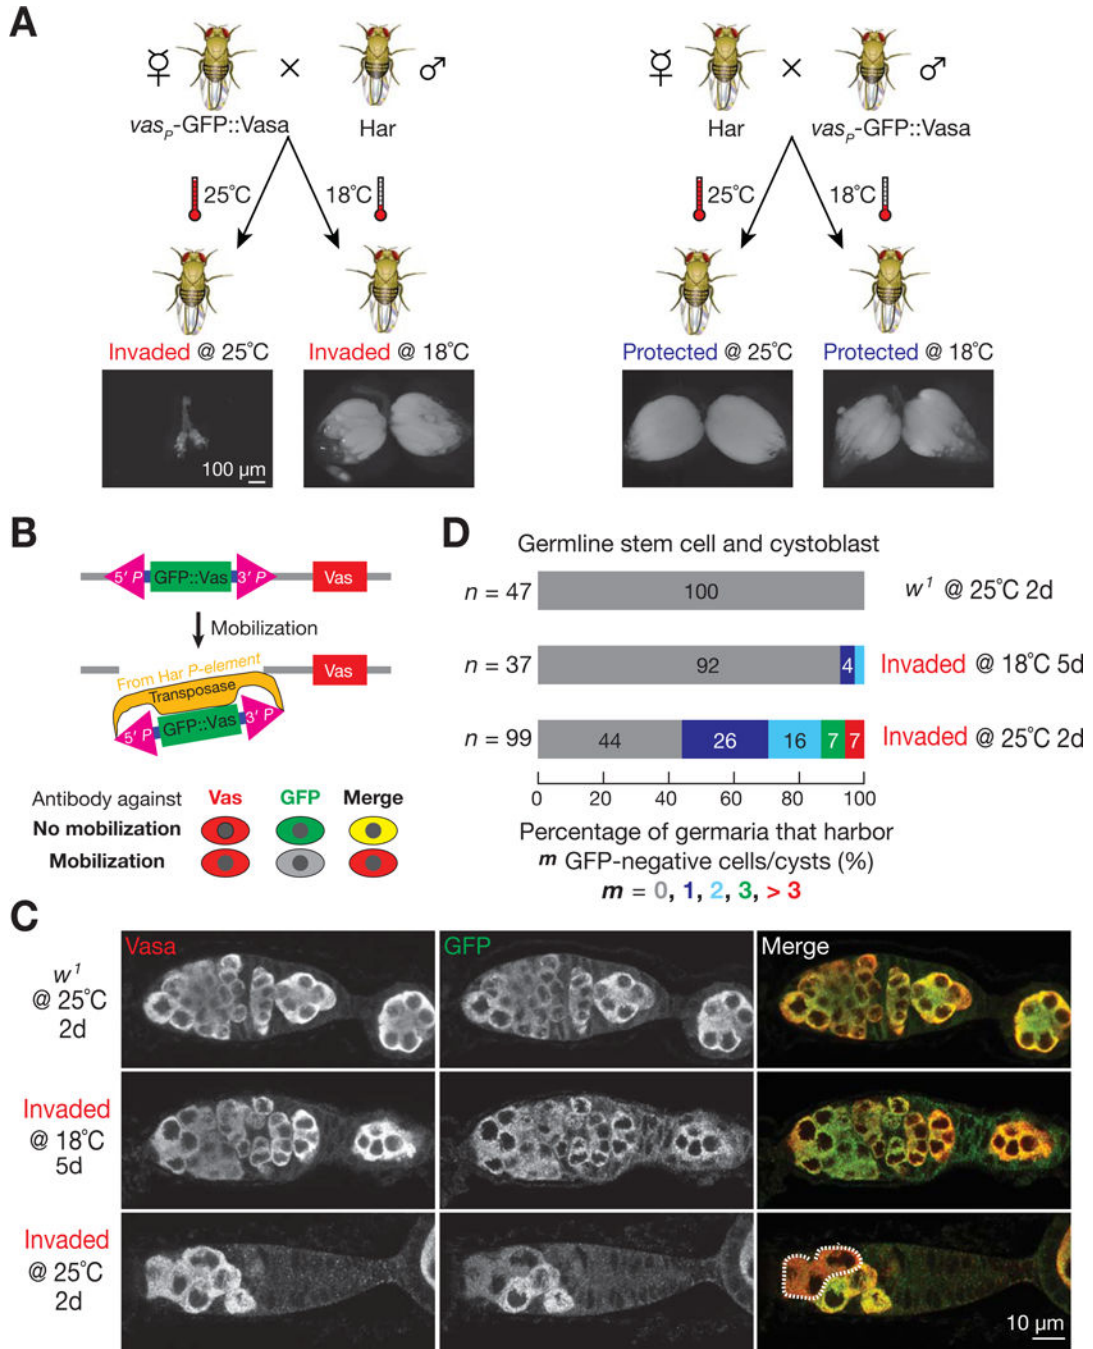 A
☿ × ♂
vasP-GFP::Vasa Har
25°C 18°C
Invaded @ 25°C Invaded @ 18°C
100 µm
☿ × ♂
Har vasP-GFP::Vasa
25°C 18°C
Protected @ 25°C Protected @ 18°C
B
5′ P GFP::Vas 3′ P Vas
Mobilization
From Har P-element
Transposase
Vas
5′ P GFP::Vas 3′ P
Antibody against Vas GFP Merge
No mobilization
Mobilization
D
Germline stem cell and cystoblast
n = 47 100 w1 @ 25°C 2d
n = 37 92 4 Invaded @ 18°C 5d
n = 99 44 26 16 7 7 Invaded @ 25°C 2d
0 20 40 60 80 100
Percentage of germaria that harbor
m GFP-negative cells/cysts (%)
m = 0, 1, 2, 3, > 3
C
Vasa GFP Merge
w1
@ 25°C
2d
Invaded
@ 18°C
5d
Invaded
@ 25°C
2d
10 µm